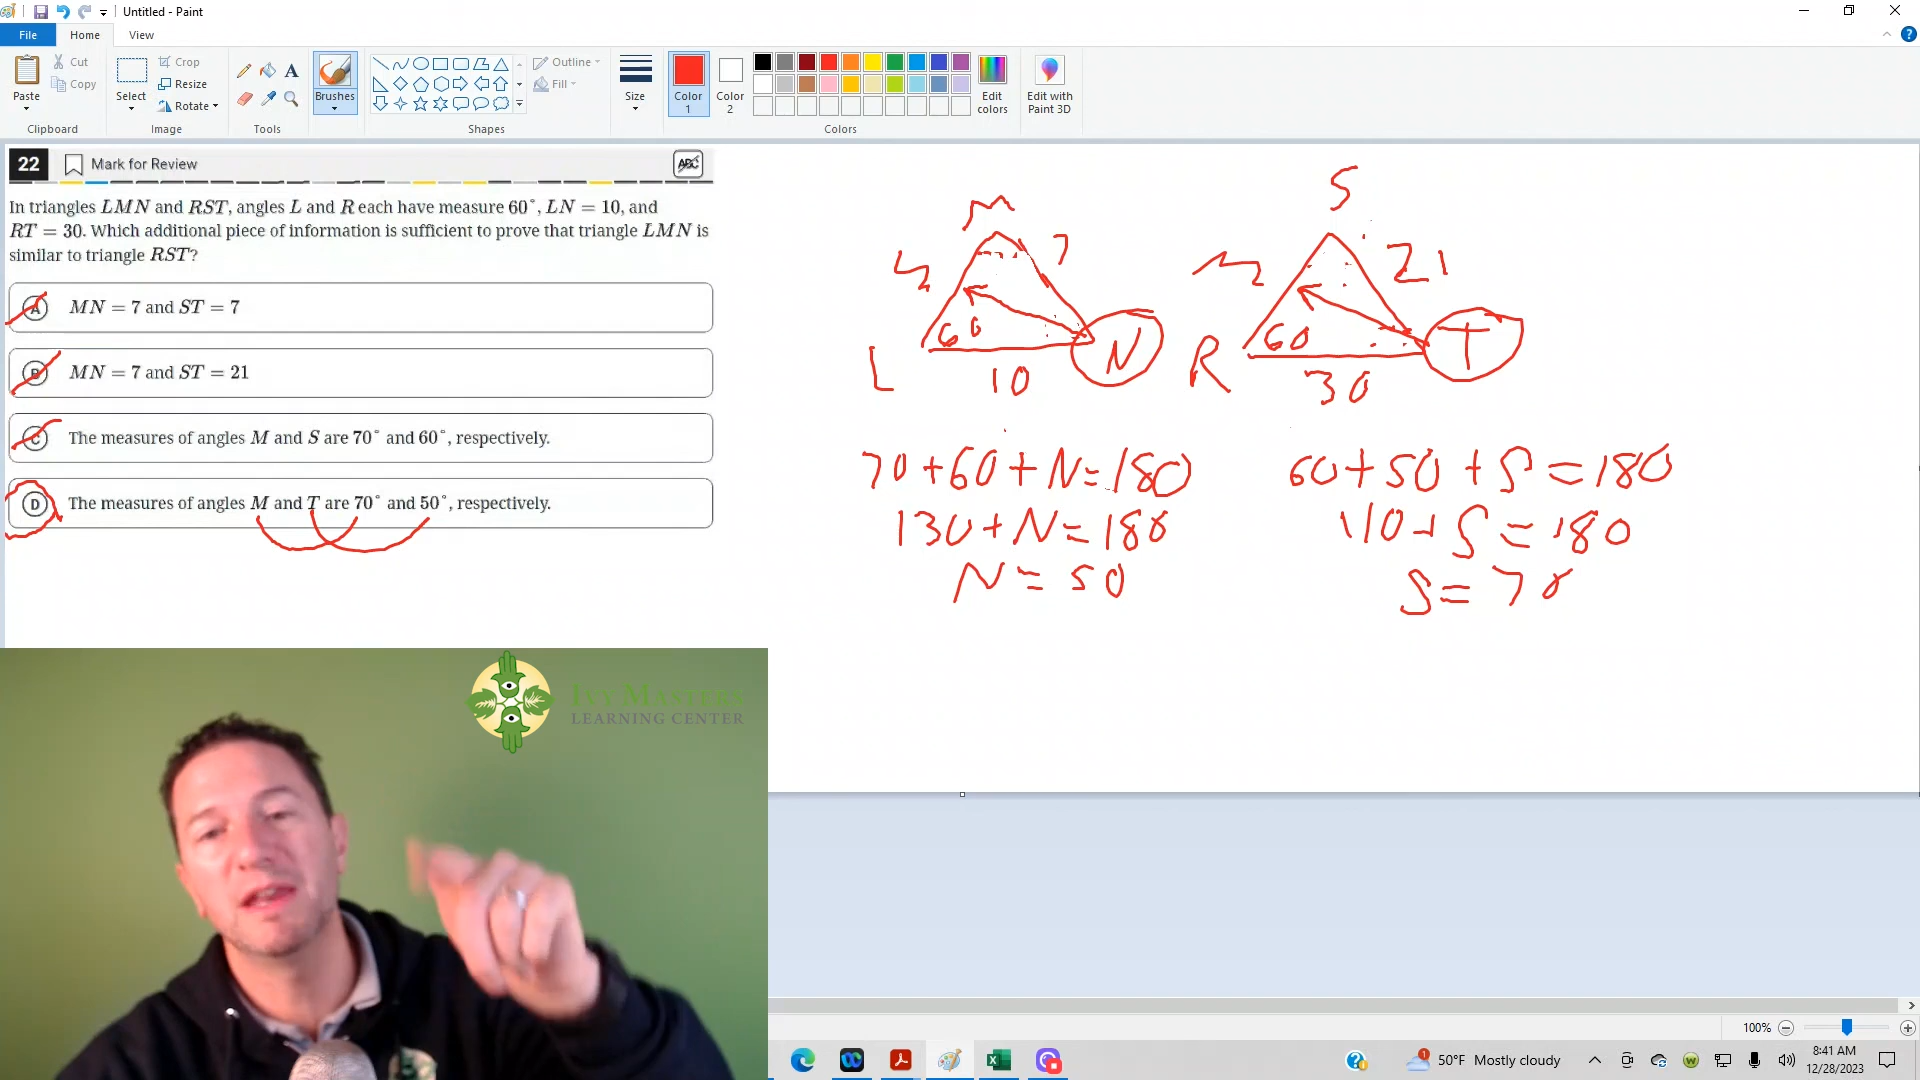 Untitled - Paint
File Home View
Paste
Cut
Copy
Clipboard
Select
Crop
Resize
Rotate
Image
A
Tools
Brushes
Outline
Fill
Shapes
Size
Color 1
Color 2
Colors
Edit colors
Edit with Paint 3D
22 Mark for Review ABC
In triangles LMN and RST, angles L and R each have measure 60°, LN = 10, and
RT = 30. Which additional piece of information is sufficient to prove that triangle LMN is
similar to triangle RST?
A MN = 7 and ST = 7
B MN = 7 and ST = 21
C The measures of angles M and S are 70° and 60°, respectively.
D The measures of angles M and T are 70° and 50°, respectively.
M
7
60
L
10
N
S
21
60
R
30
T
70+60+N=180
130+N=180
N=50
60+50+S=180
110+S=180
S=70
IVY MASTERS
LEARNING CENTER
100%
50°F Mostly cloudy
8:41 AM
12/28/2023